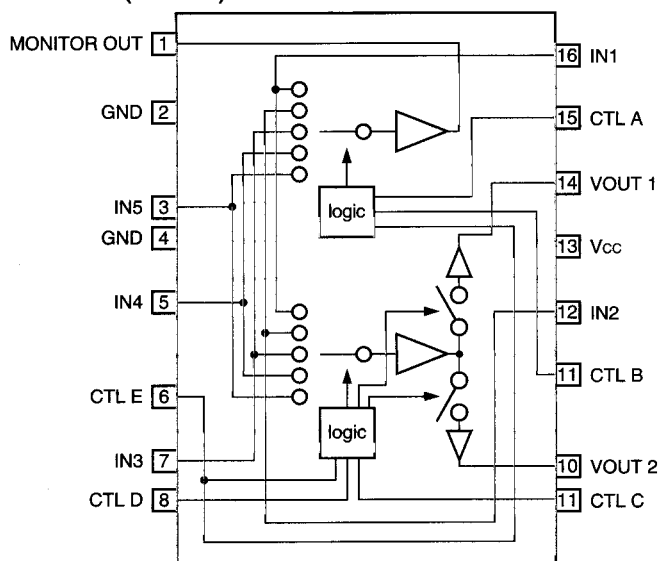 MONITOR OUT 1
GND 2
IN5 3
GND 4
IN4 5
CTL E 6
IN3 7
CTL D 8
logic
logic
16 IN1
15 CTL A
14 VOUT 1
13 Vcc
12 IN2
11 CTL B
10 VOUT 2
11 CTL C